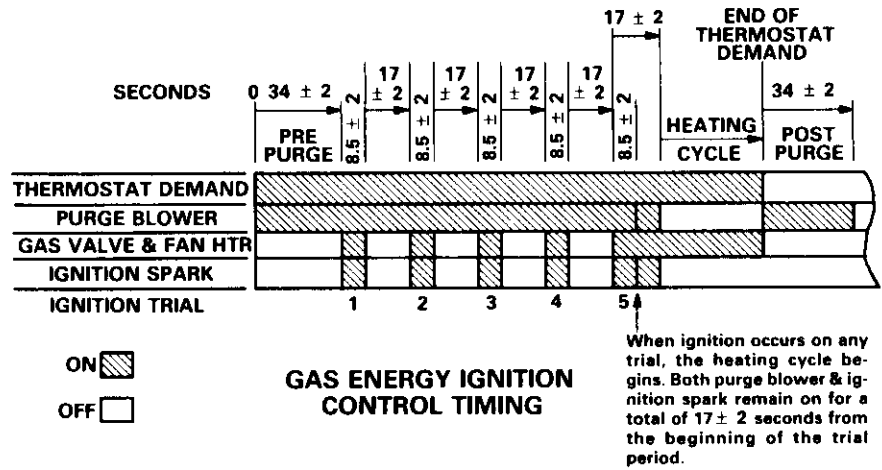 17 ± 2
END OF
THERMOSTAT
DEMAND
SECONDS
0 34 ± 2
17
± 2
17
± 2
17
± 2
17
± 2
34 ± 2
PRE
PURGE
8.5 ± 2
8.5 ± 2
8.5 ± 2
8.5 ± 2
8.5 ± 2
HEATING
CYCLE
POST
PURGE
THERMOSTAT DEMAND
PURGE BLOWER
GAS VALVE & FAN HTR
IGNITION SPARK
IGNITION TRIAL
1 2 3 4 5
ON
OFF
GAS ENERGY IGNITION
CONTROL TIMING
When ignition occurs on any
trial, the heating cycle be-
gins. Both purge blower & ig-
nition spark remain on for a
total of 17 ± 2 seconds from
the beginning of the trial
period.